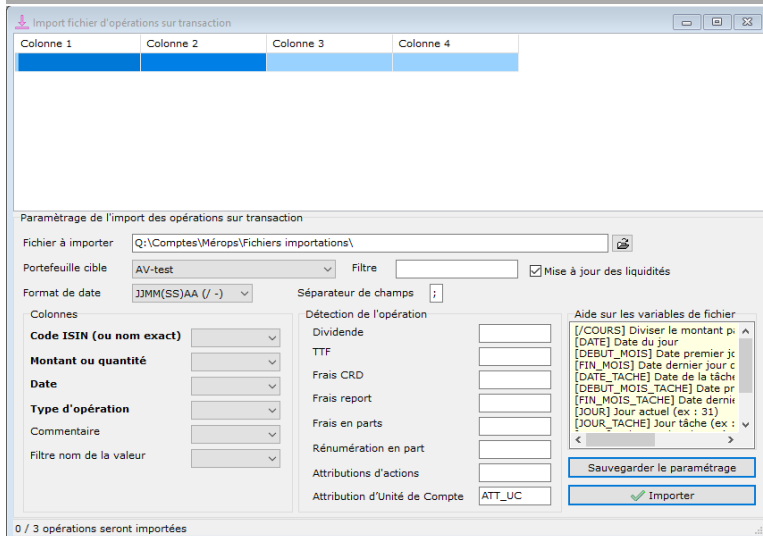 Import fichier d'opérations sur transaction
Colonne 1 Colonne 2 Colonne 3 Colonne 4
Paramètrage de l'import des opérations sur transaction
Fichier à importer Q:\Comptes\Mérops\Fichiers importations\
Portefeuille cible AV-test Filtre Mise à jour des liquidités
Format de date JJMM(SS)AA (/ -) Séparateur de champs ;
Colonnes
Code ISIN (ou nom exact)
Montant ou quantité
Date
Type d'opération
Commentaire
Filtre nom de la valeur
Détection de l'opération
Dividende
TTF
Frais CRD
Frais report
Frais en parts
Rénumération en part
Attributions d'actions
Attribution d'Unité de Compte ATT_UC
Aide sur les variables de fichier
[/COURS] Diviser le montant pa
[DATE] Date du jour
[DEBUT_MOIS] Date premier jo
[FIN_MOIS] Date dernier jour d
[DATE_TACHE] Date de la tâche
[DEBUT_MOIS_TACHE] Date pr
[FIN_MOIS_TACHE] Date dernie
[JOUR] Jour actuel (ex : 31)
[JOUR_TACHE] Jour tâche (ex :
Sauvegarder le paramétrage
Importer
0 / 3 opérations seront importées